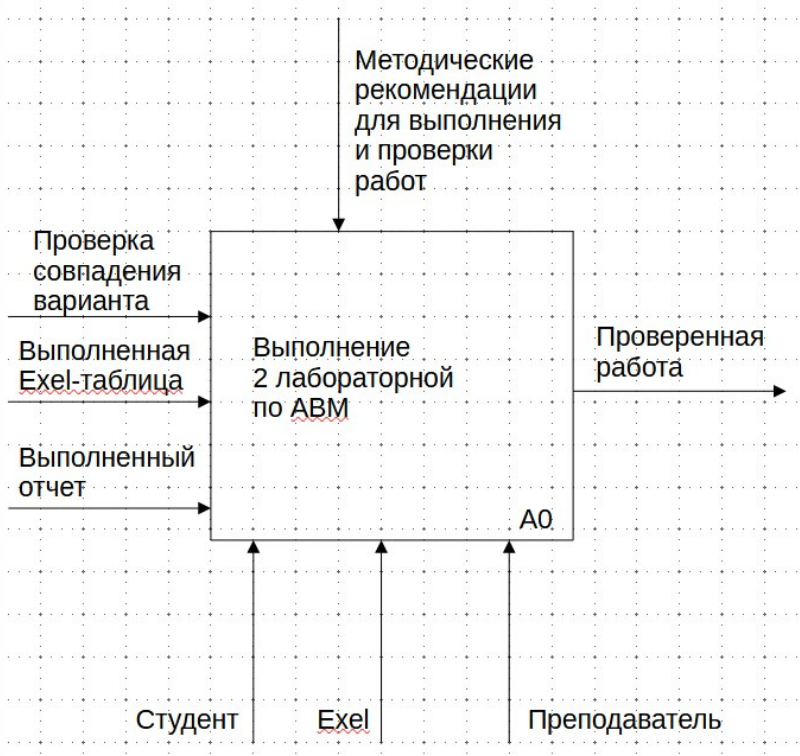 Методические
рекомендации
для выполнения
и проверки
работ
Проверка
совпадения
варианта
Выполненная
Exel-таблица
Выполненный
отчет
Выполнение
2 лабораторной
по АВМ
А0
Проверенная
работа
Студент
Exel
Преподаватель